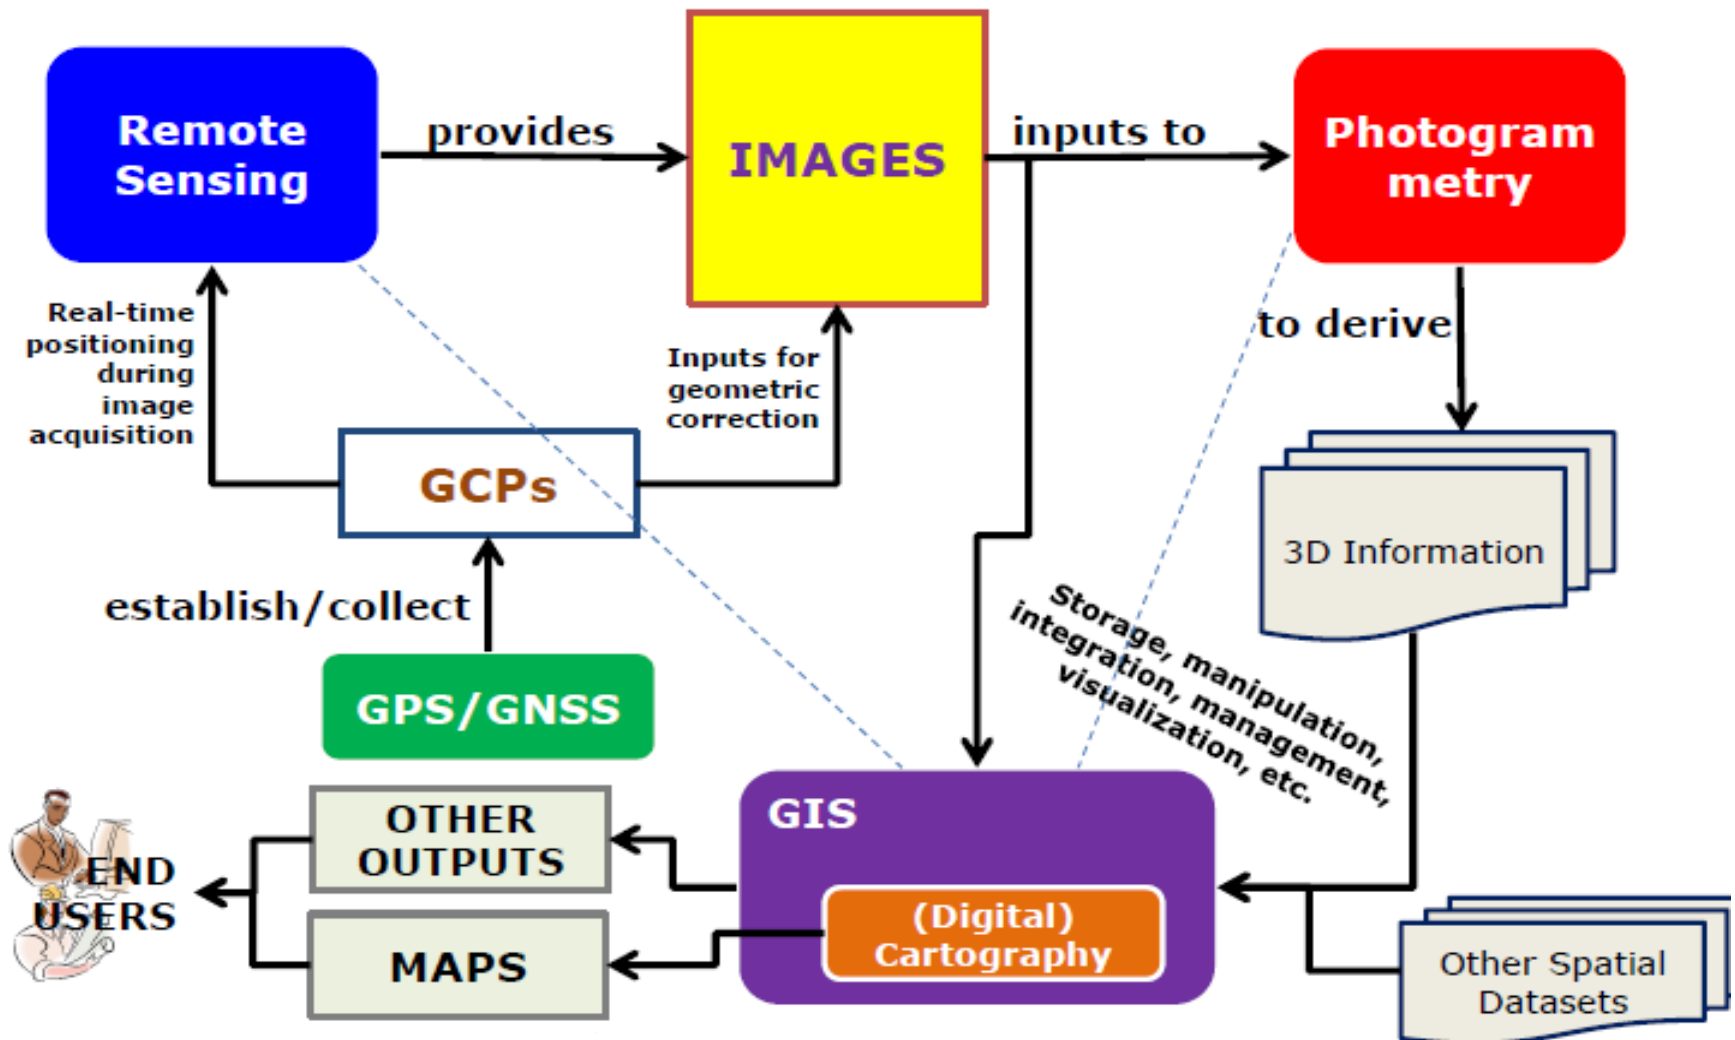 Remote
Sensing
provides
IMAGES
inputs to
Photogram
metry
Real-time
positioning
during
image
acquisition
Inputs for
geometric
correction
to derive
GCPs
3D Information
establish/collect
Storage, manipulation,
integration, management,
visualization, etc.
GPS/GNSS
GIS
OTHER
OUTPUTS
END
USERS
(Digital)
Cartography
MAPS
Other Spatial
Datasets